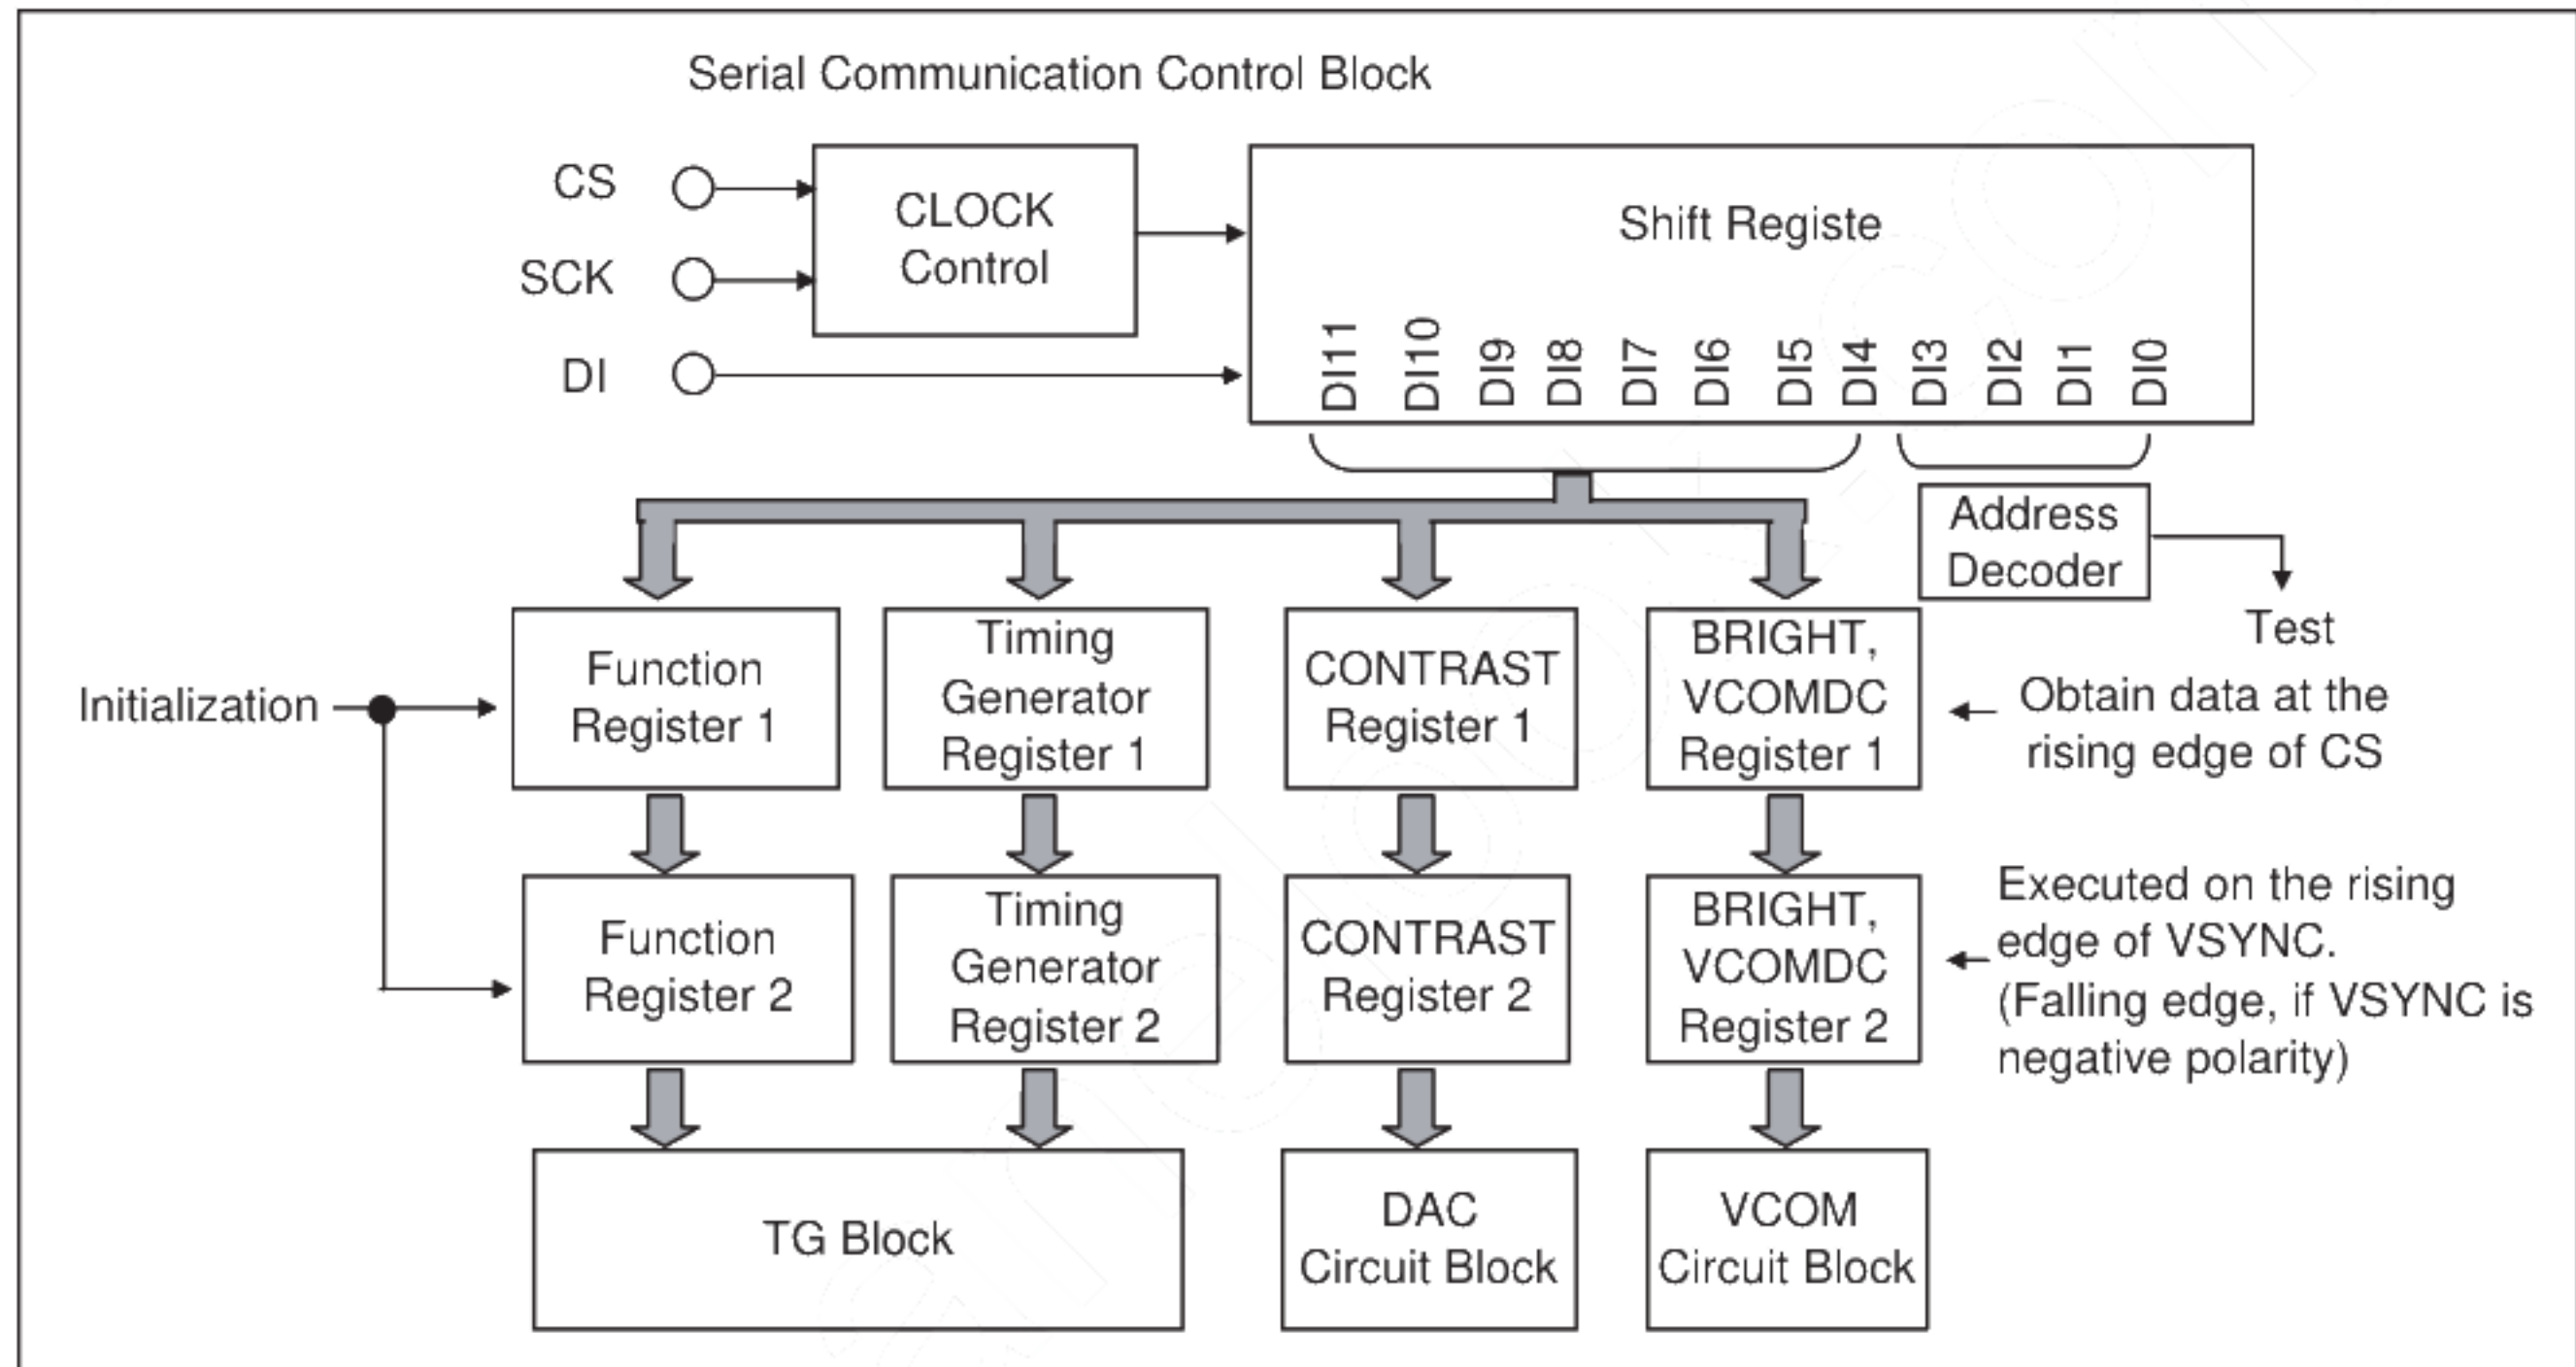 Serial Communication Control Block
CS
SCK
DI
CLOCK
Control
Shift Registe
DI11
DI10
DI9
DI8
DI7
DI6
DI5
DI4
DI3
DI2
DI1
DI0
Address
Decoder
Test
Initialization
Function
Register 1
Timing
Generator
Register 1
CONTRAST
Register 1
BRIGHT,
VCOMDC
Register 1
Obtain data at the
rising edge of CS
Function
Register 2
Timing
Generator
Register 2
CONTRAST
Register 2
BRIGHT,
VCOMDC
Register 2
Executed on the rising
edge of VSYNC.
(Falling edge, if VSYNC is
negative polarity)
TG Block
DAC
Circuit Block
VCOM
Circuit Block